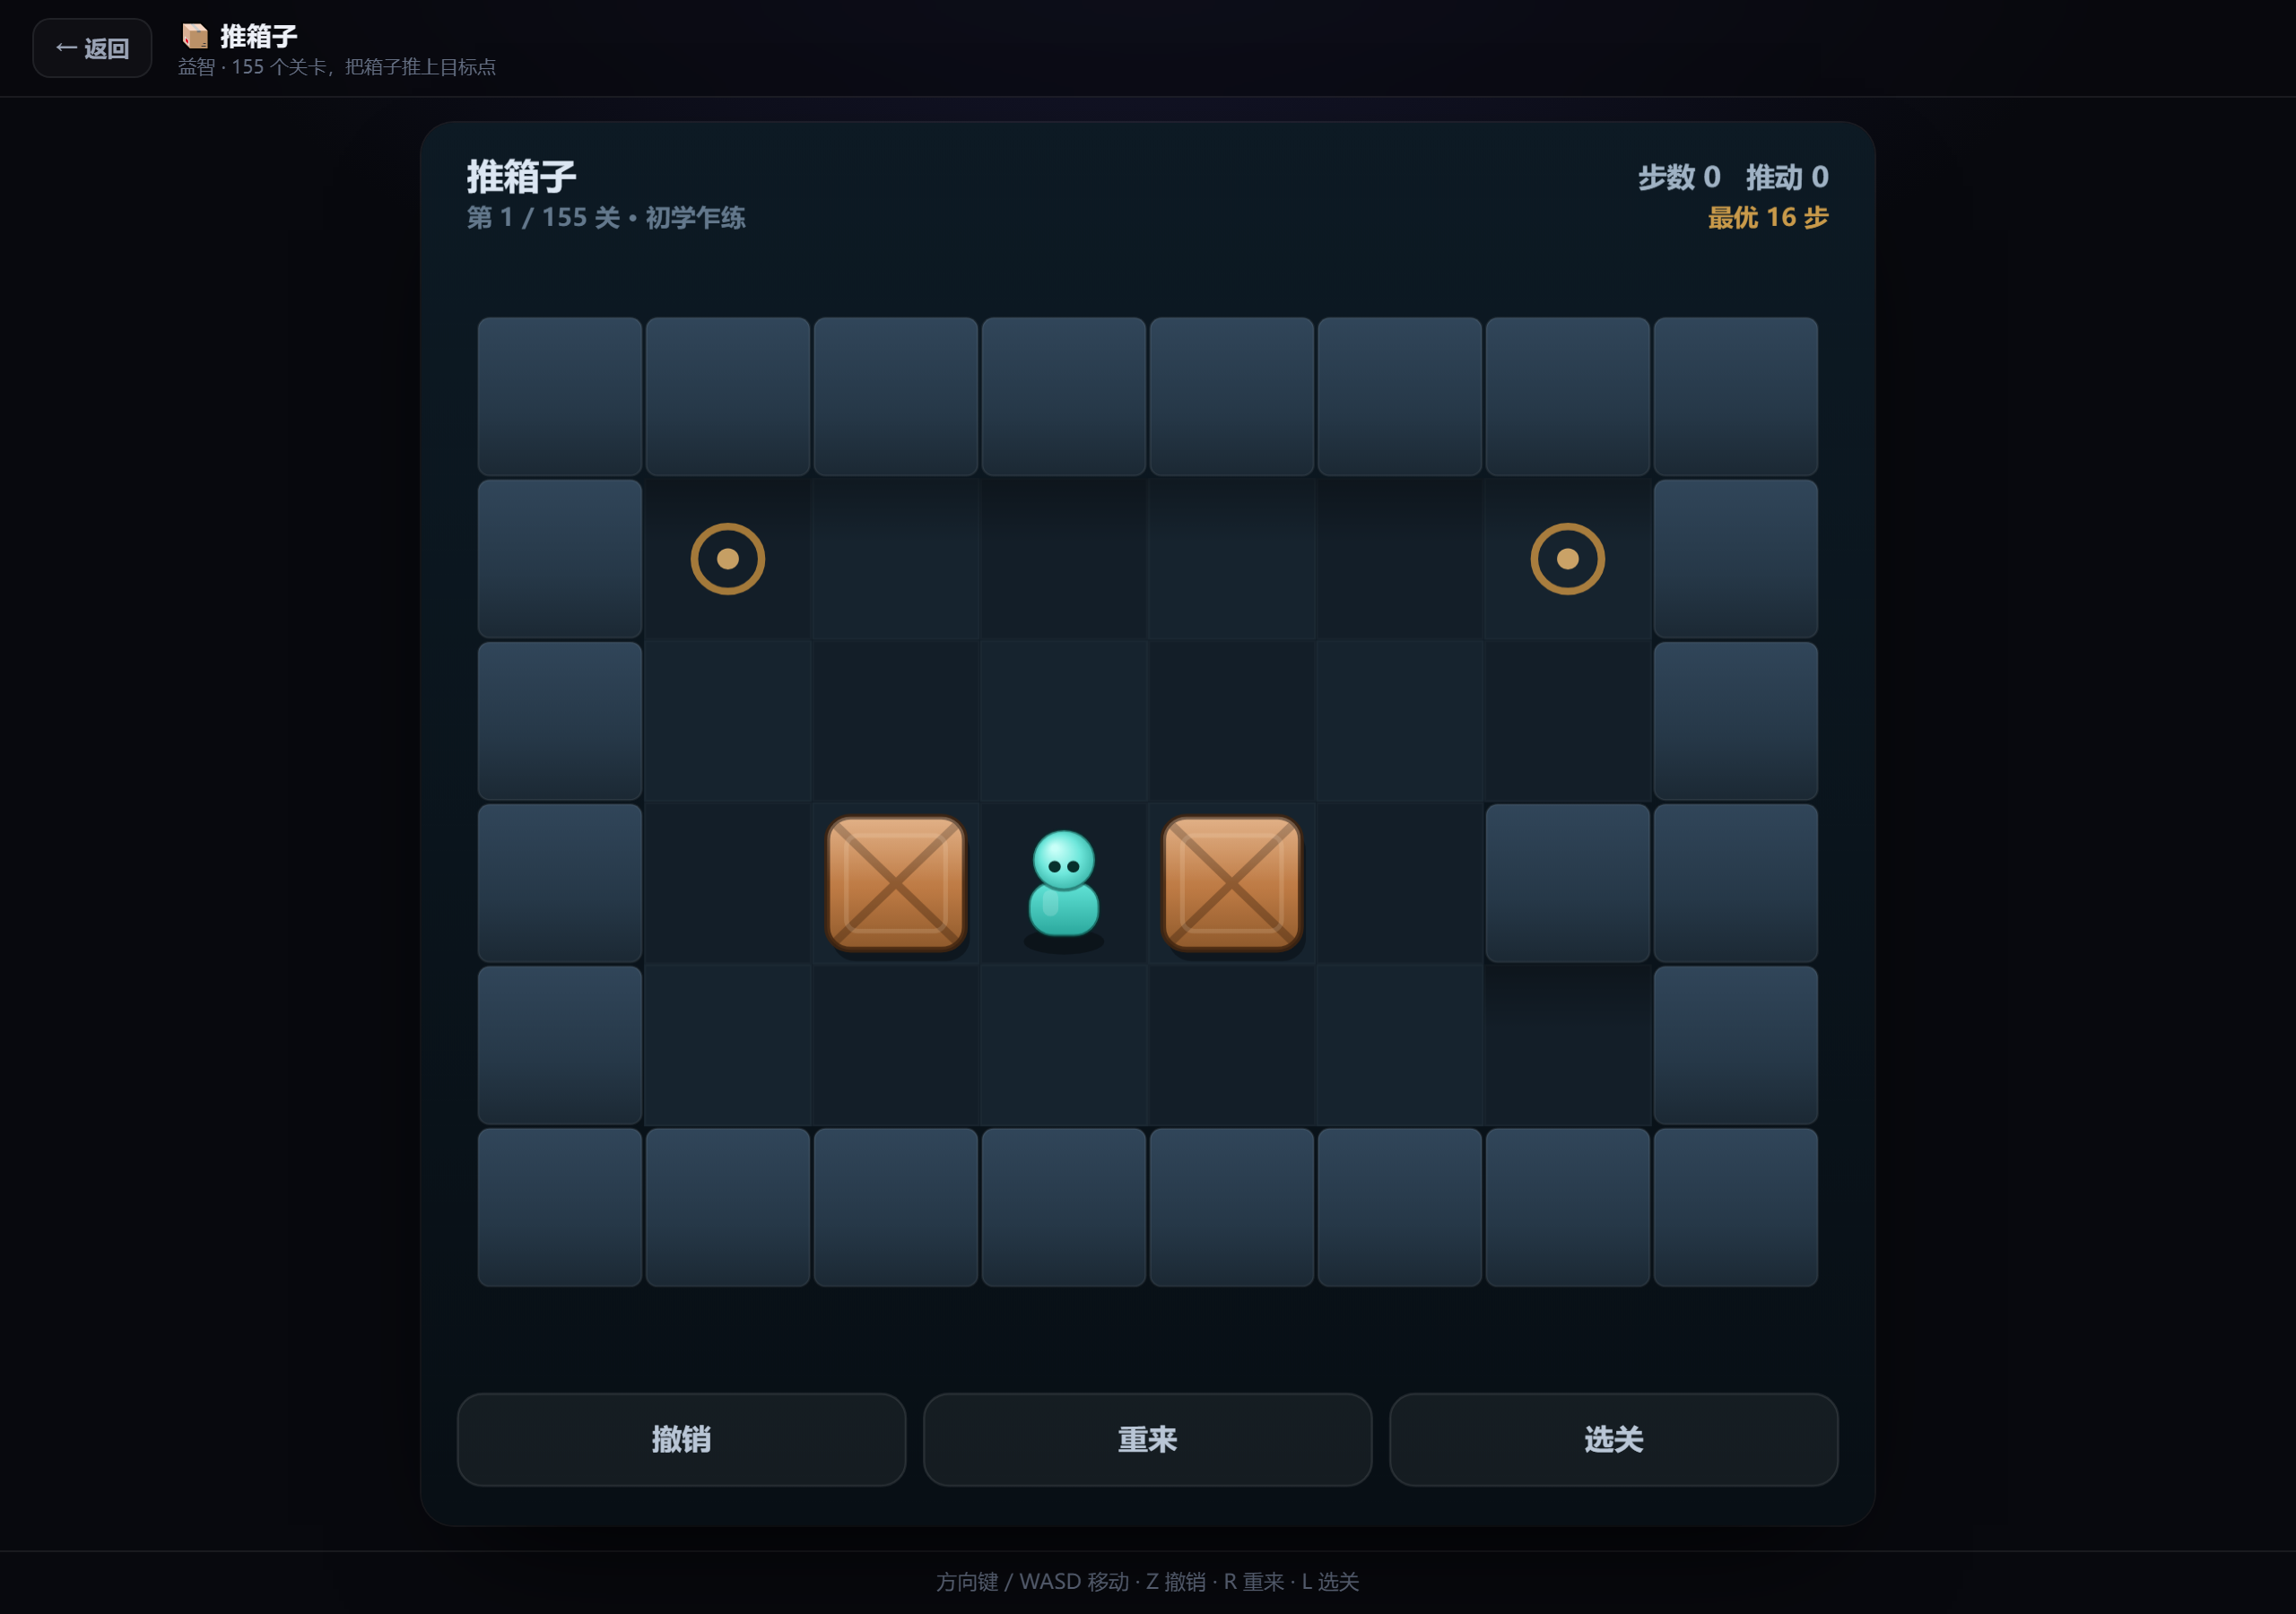 ← 返回
推箱子
益智 · 155 个关卡，把箱子推上目标点
推箱子
步数 0 推动 0
第 1 / 155 关 • 初学乍练
最优 16 步
撤销
重来
选关
方向键 / WASD 移动 · Z 撤销 · R 重来 · L 选关